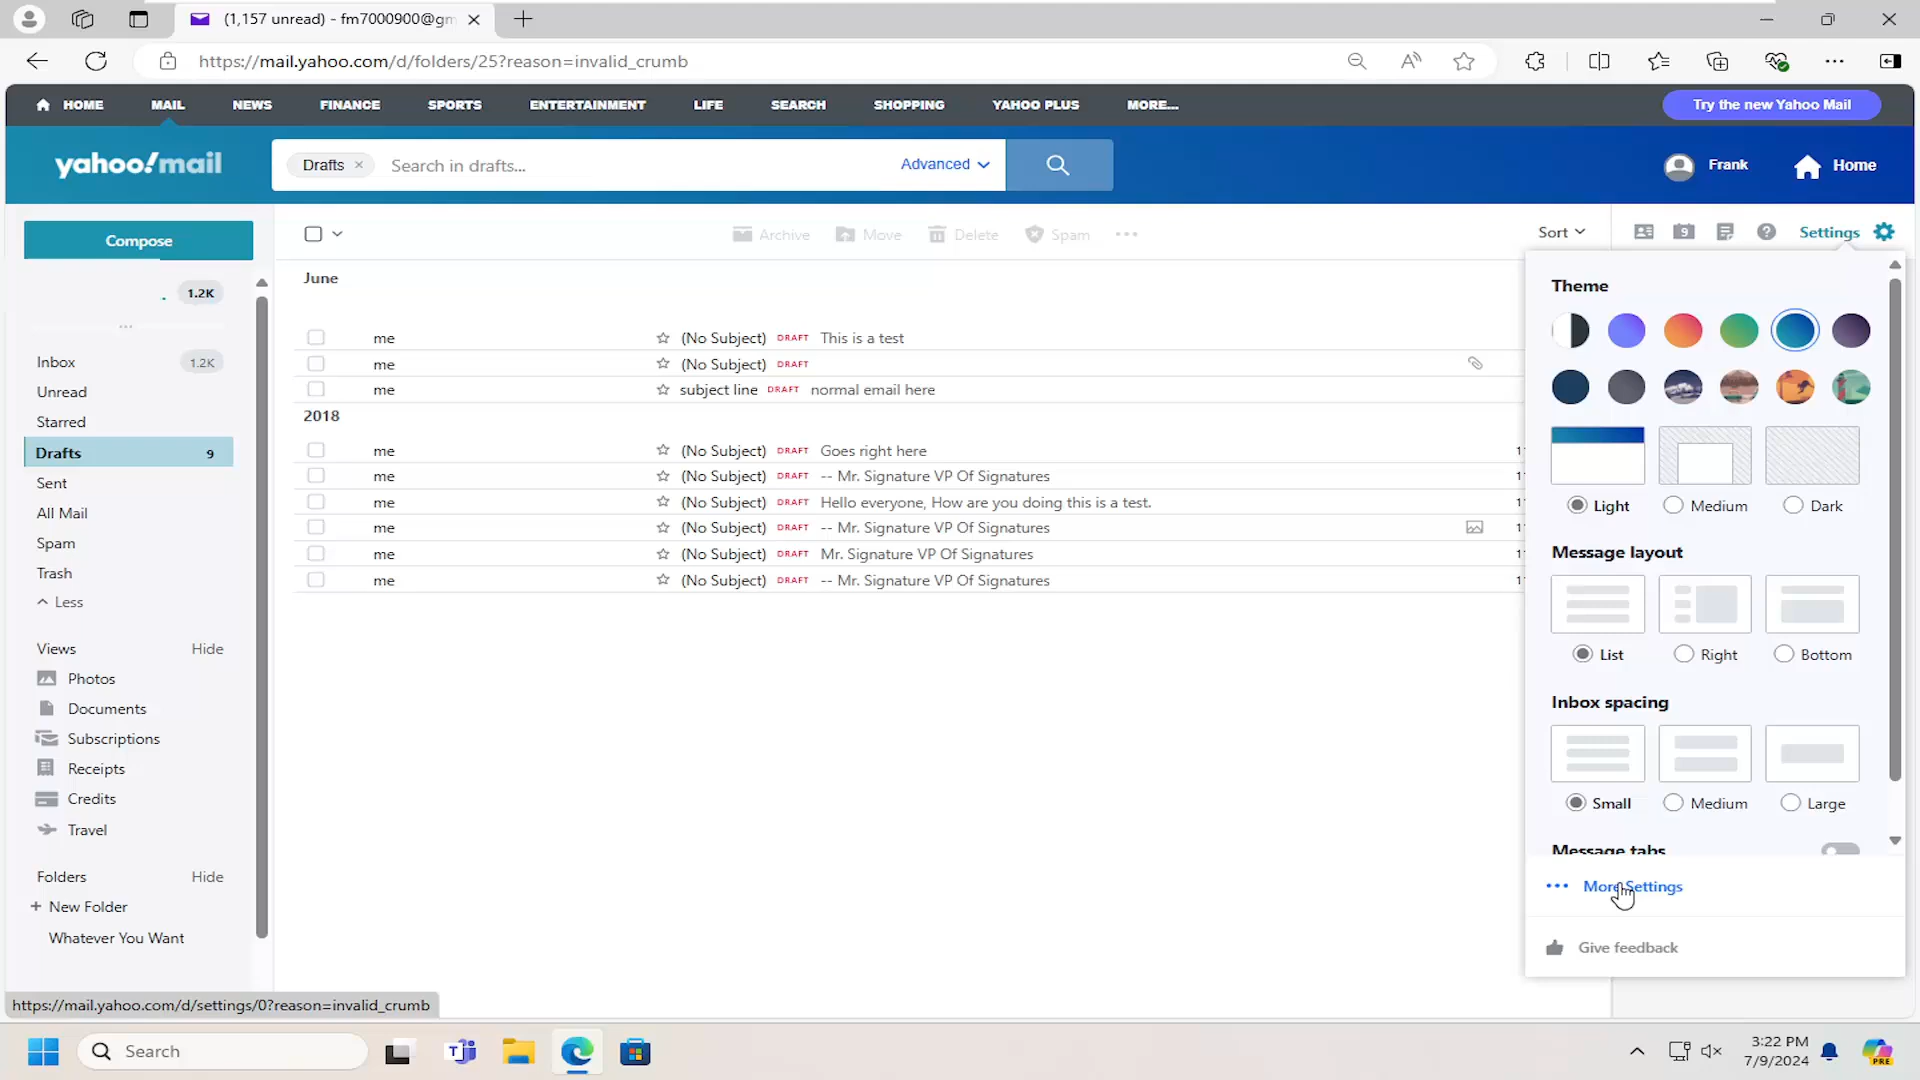 (1,157 unread) - fm7000900@gm
https://mail.yahoo.com/d/folders/25?reason=invalid_crumb
HOME MAIL NEWS FINANCE SPORTS ENTERTAINMENT LIFE SEARCH SHOPPING YAHOO PLUS MORE... Try the new Yahoo Mail
yahoo!mail Drafts × Search in drafts... Advanced Frank Home
Compose Archive Move Delete Spam ••• Sort 9 Settings
1.2K
Inbox 1.2K
Unread
Starred
Drafts 9
Sent
All Mail
Spam
Trash
Less
Views Hide
Photos
Documents
Subscriptions
Receipts
Credits
Travel
Folders Hide
+ New Folder
Whatever You Want
June
me (No Subject) DRAFT This is a test
me (No Subject) DRAFT
me subject line DRAFT normal email here
2018
me (No Subject) DRAFT Goes right here
me (No Subject) DRAFT -- Mr. Signature VP Of Signatures
me (No Subject) DRAFT Hello everyone, How are you doing this is a test.
me (No Subject) DRAFT -- Mr. Signature VP Of Signatures
me (No Subject) DRAFT Mr. Signature VP Of Signatures
me (No Subject) DRAFT -- Mr. Signature VP Of Signatures
Theme
Light Medium Dark
Message layout
List Right Bottom
Inbox spacing
Small Medium Large
Message tabs
••• More Settings
Give feedback
https://mail.yahoo.com/d/settings/0?reason=invalid_crumb
Search
3:22 PM
7/9/2024
PRE